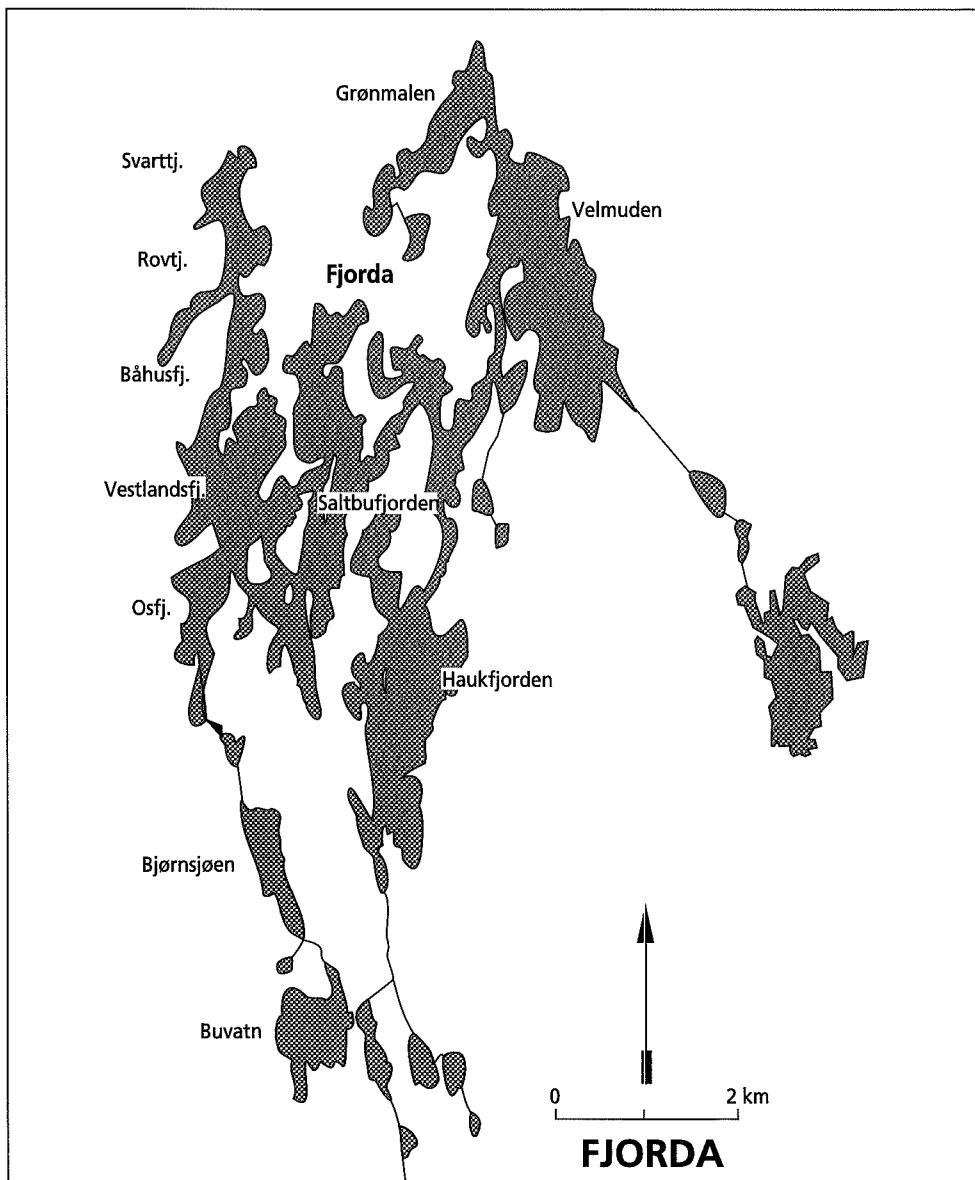 Grønmalen
Svarttj.
Velmuden
Rovtj.
Fjorda
Båhusfj.
Vestlandsfj.
Saltbufjorden
Osfj.
Haukfjorden
Bjørnsjøen
Buvatn
0 2 km
FJORDA